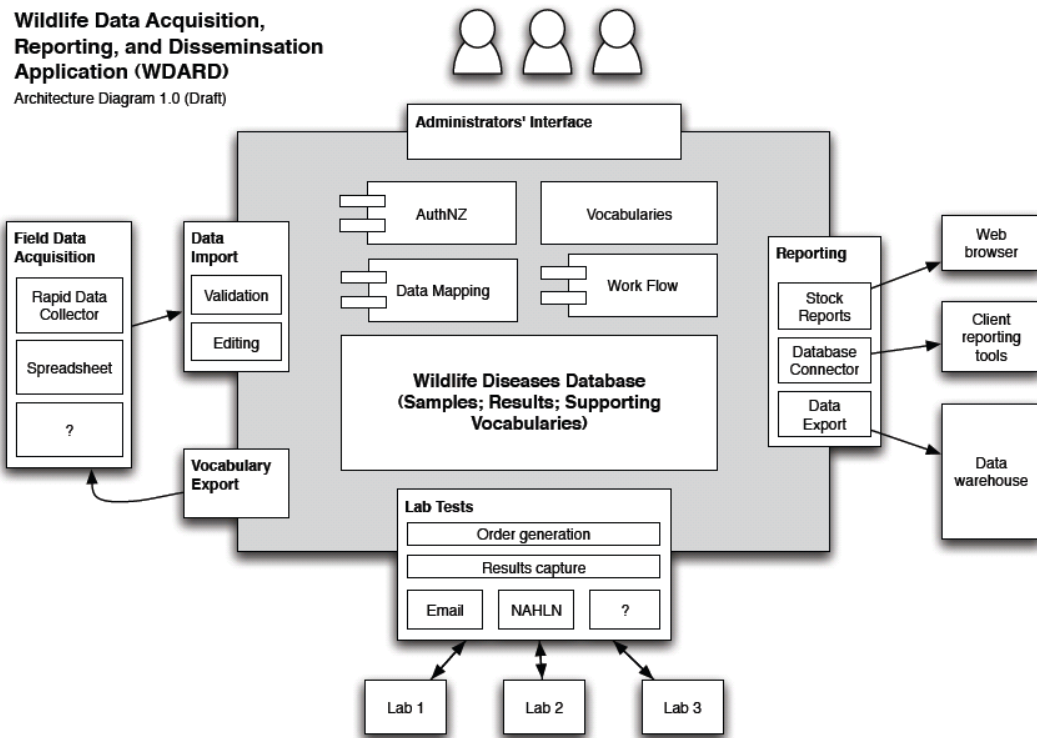 Wildlife Data Acquisition,
Reporting, and Disseminsation
Application (WDARD)
Architecture Diagram 1.0 (Draft)
Administrators' Interface
AuthNZ
Vocabularies
Data Mapping
Work Flow
Wildlife Diseases Database
(Samples; Results; Supporting
Vocabularies)
Field Data
Acquisition
Rapid Data
Collector
Spreadsheet
?
Data
Import
Validation
Editing
Vocabulary
Export
Reporting
Stock
Reports
Database
Connector
Data
Export
Web
browser
Client
reporting
tools
Data
warehouse
Lab Tests
Order generation
Results capture
Email
NAHLN
?
Lab 1
Lab 2
Lab 3